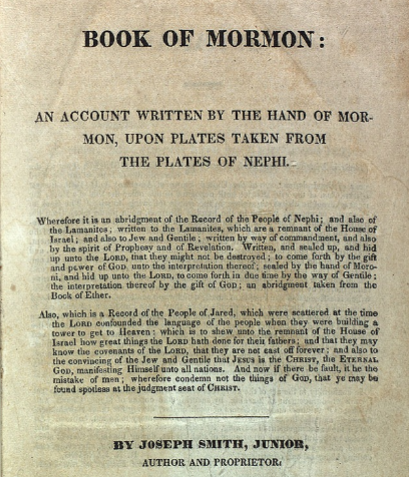 BOOK OF MORMON:
AN ACCOUNT WRITTEN BY THE HAND OF MOR-
MON, UPON PLATES TAKEN FROM
THE PLATES OF NEPHI.
Wherefore it is an abridgment of the Record of the People of Nephi; and also of
the Lamanites; written to the Lamanites, which are a remnant of the House of
Israel; and also to Jew and Gentile; written by way of commandment, and also
by the spirit of Prophesy and of Revelation. Written, and sealed up, and hid
up unto the LORD, that they might not be destroyed; to come forth by the gift
and power of GOD, unto the interpretation thereof; sealed by the hand of Moro-
ni, and hid up unto the LORD, to come forth in due time by the way of Gentile;
the interpretation thereof by the gift of GOD; an abridgment taken from the
Book of Ether.
Also, which is a Record of the People of Jared, which were scattered at the time
the LORD confounded the language of the people when they were building a
tower to get to Heaven: which is to shew unto the remnant of the House of
Israel how great things the LORD hath done for their fathers; and that they may
know the covenants of the LORD, that they are not cast off forever; and also to
the convincing of the Jew and Gentile that JESUS is the CHRIST, the ETERNAL
GOD, manifesting Himself unto all nations. And now if there be fault, it be the
mistake of men; wherefore condemn not the things of GOD, that ye may be
found spotless at the judgment seat of CHRIST.
BY JOSEPH SMITH, JUNIOR,
AUTHOR AND PROPRIETOR.